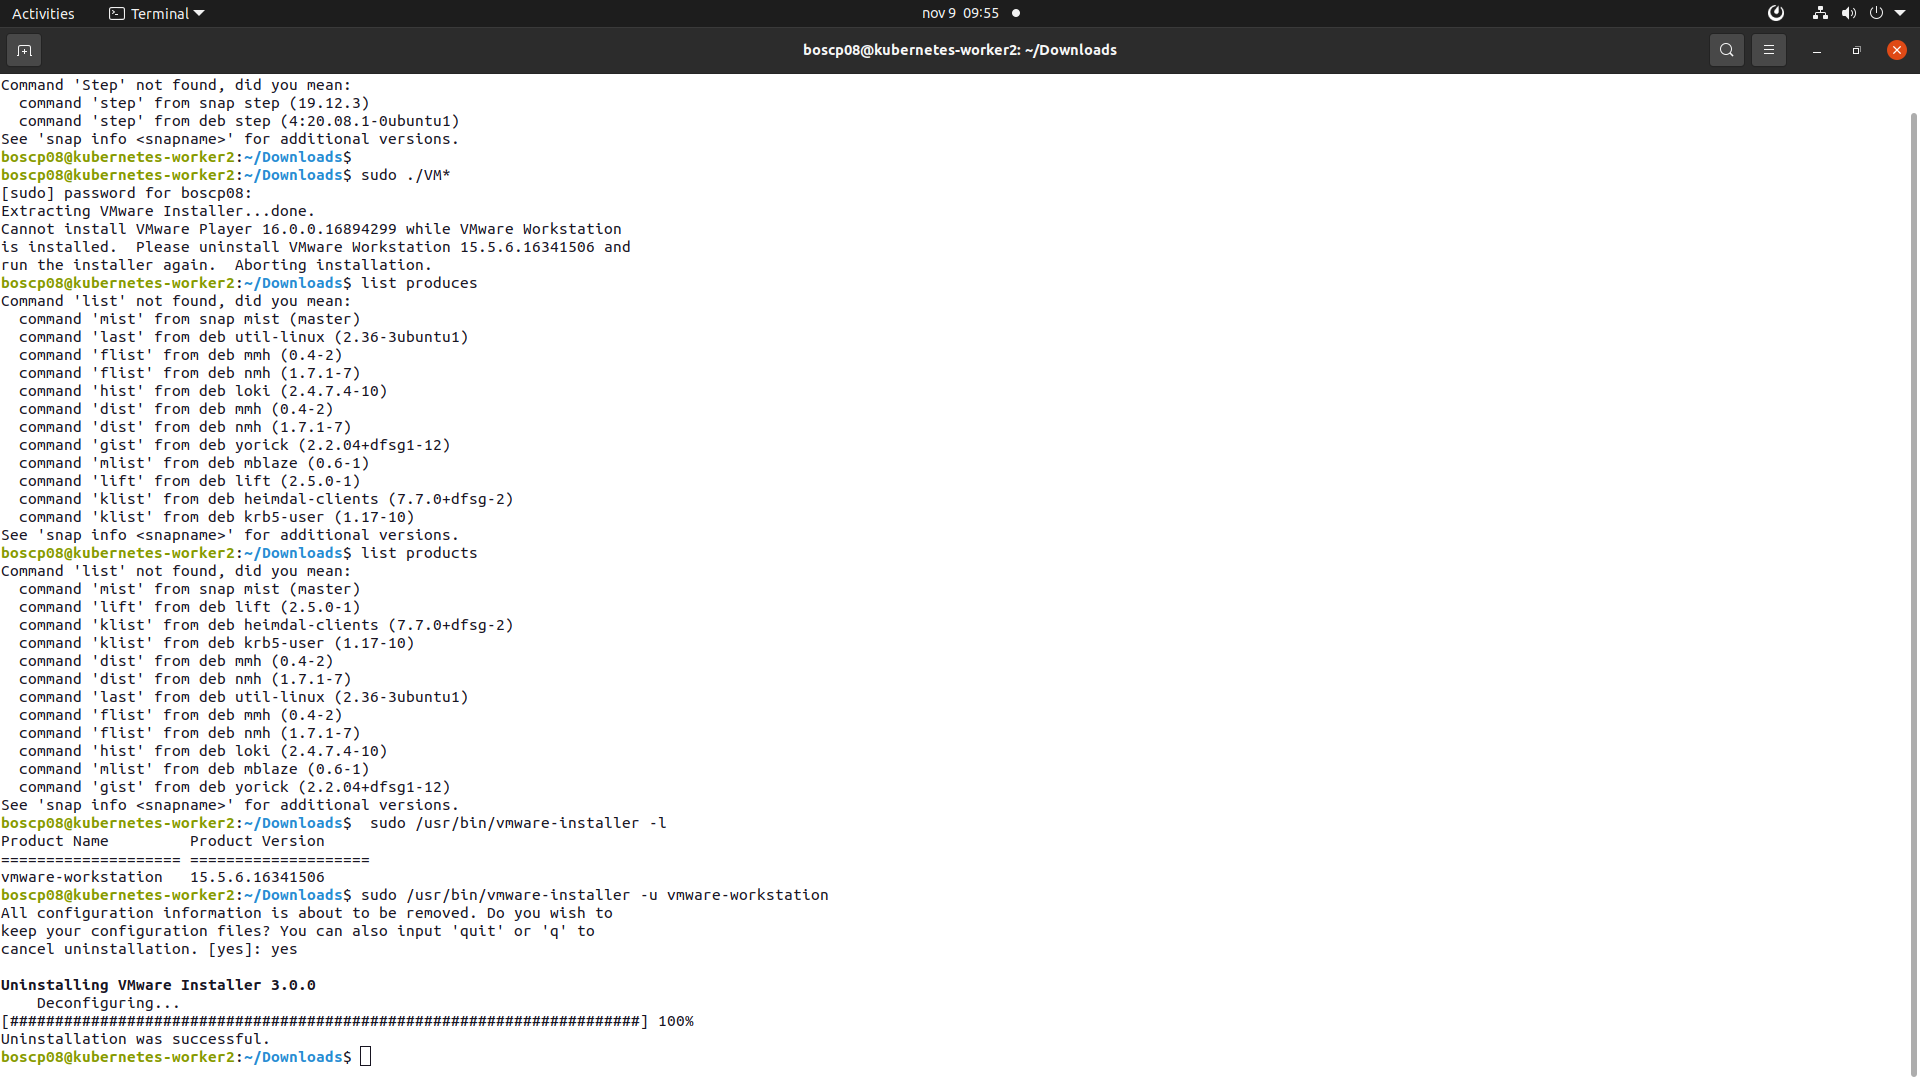 Activities
Terminal
nov 9 09:55
boscp08@kubernetes-worker2: ~/Downloads
Command 'Step' not found, did you mean:
  command 'step' from snap step (19.12.3)
  command 'step' from deb step (4:20.08.1-0ubuntu1)
See 'snap info <snapname>' for additional versions.
boscp08@kubernetes-worker2:~/Downloads$
boscp08@kubernetes-worker2:~/Downloads$ sudo ./VM*
[sudo] password for boscp08:
Extracting VMware Installer...done.
Cannot install VMware Player 16.0.0.16894299 while VMware Workstation
is installed.  Please uninstall VMware Workstation 15.5.6.16341506 and
run the installer again.  Aborting installation.
boscp08@kubernetes-worker2:~/Downloads$ list produces
Command 'list' not found, did you mean:
  command 'mist' from snap mist (master)
  command 'last' from deb util-linux (2.36-3ubuntu1)
  command 'flist' from deb mmh (0.4-2)
  command 'flist' from deb nmh (1.7.1-7)
  command 'hist' from deb loki (2.4.7.4-10)
  command 'dist' from deb mmh (0.4-2)
  command 'dist' from deb nmh (1.7.1-7)
  command 'gist' from deb yorick (2.2.04+dfsg1-12)
  command 'mlist' from deb mblaze (0.6-1)
  command 'lift' from deb lift (2.5.0-1)
  command 'klist' from deb heimdal-clients (7.7.0+dfsg-2)
  command 'klist' from deb krb5-user (1.17-10)
See 'snap info <snapname>' for additional versions.
boscp08@kubernetes-worker2:~/Downloads$ list products
Command 'list' not found, did you mean:
  command 'mist' from snap mist (master)
  command 'lift' from deb lift (2.5.0-1)
  command 'klist' from deb heimdal-clients (7.7.0+dfsg-2)
  command 'klist' from deb krb5-user (1.17-10)
  command 'dist' from deb mmh (0.4-2)
  command 'dist' from deb nmh (1.7.1-7)
  command 'last' from deb util-linux (2.36-3ubuntu1)
  command 'flist' from deb mmh (0.4-2)
  command 'flist' from deb nmh (1.7.1-7)
  command 'hist' from deb loki (2.4.7.4-10)
  command 'mlist' from deb mblaze (0.6-1)
  command 'gist' from deb yorick (2.2.04+dfsg1-12)
See 'snap info <snapname>' for additional versions.
boscp08@kubernetes-worker2:~/Downloads$  sudo /usr/bin/vmware-installer -l
Product Name         Product Version
==================== ====================
vmware-workstation   15.5.6.16341506
boscp08@kubernetes-worker2:~/Downloads$ sudo /usr/bin/vmware-installer -u vmware-workstation
All configuration information is about to be removed. Do you wish to
keep your configuration files? You can also input 'quit' or 'q' to
cancel uninstallation. [yes]: yes
Uninstalling VMware Installer 3.0.0
    Deconfiguring...
[######################################################################] 100%
Uninstallation was successful.
boscp08@kubernetes-worker2:~/Downloads$